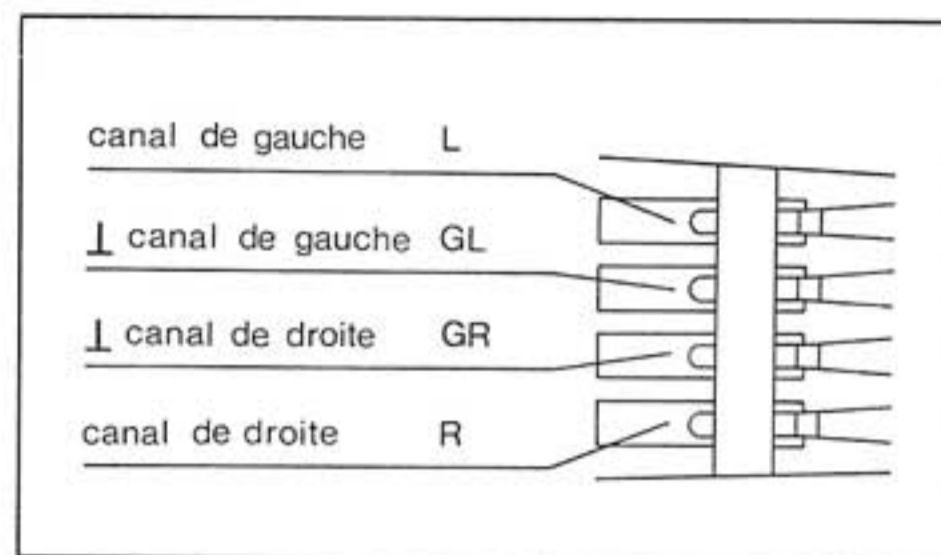 canal de gauche L
⊥ canal de gauche GL
⊥ canal de droite GR
canal de droite R